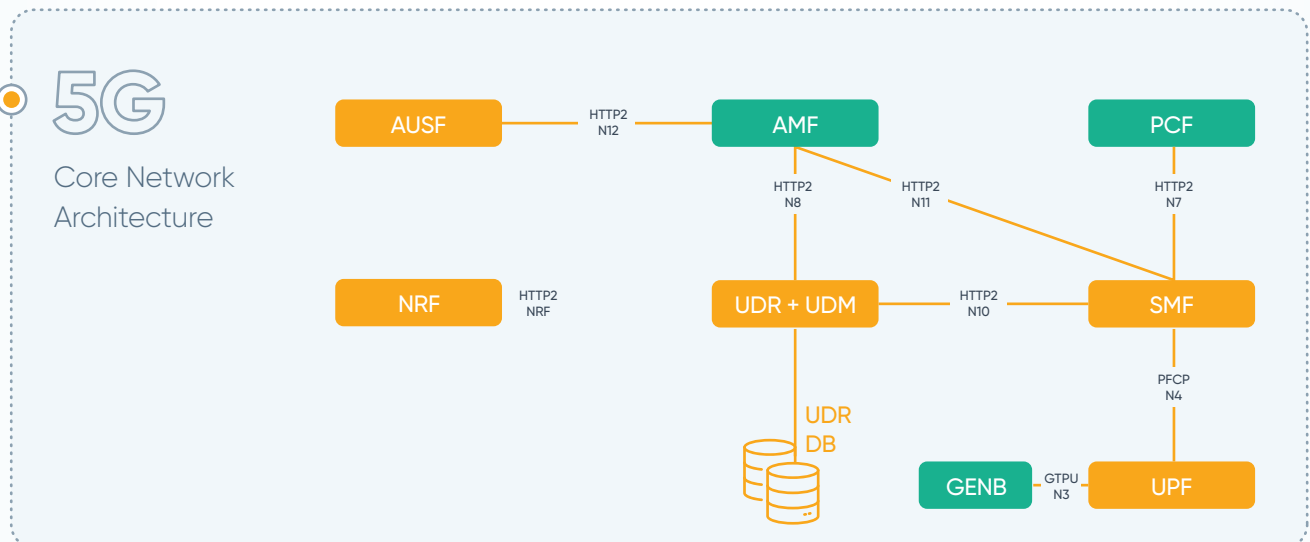 5G
Core Network
Architecture
AUSF
HTTP2
N12
AMF
PCF
HTTP2
N8
HTTP2
N11
HTTP2
N7
NRF
HTTP2
NRF
UDR + UDM
HTTP2
N10
SMF
PFCP
N4
UDR
DB
GENB
GTPU
N3
UPF